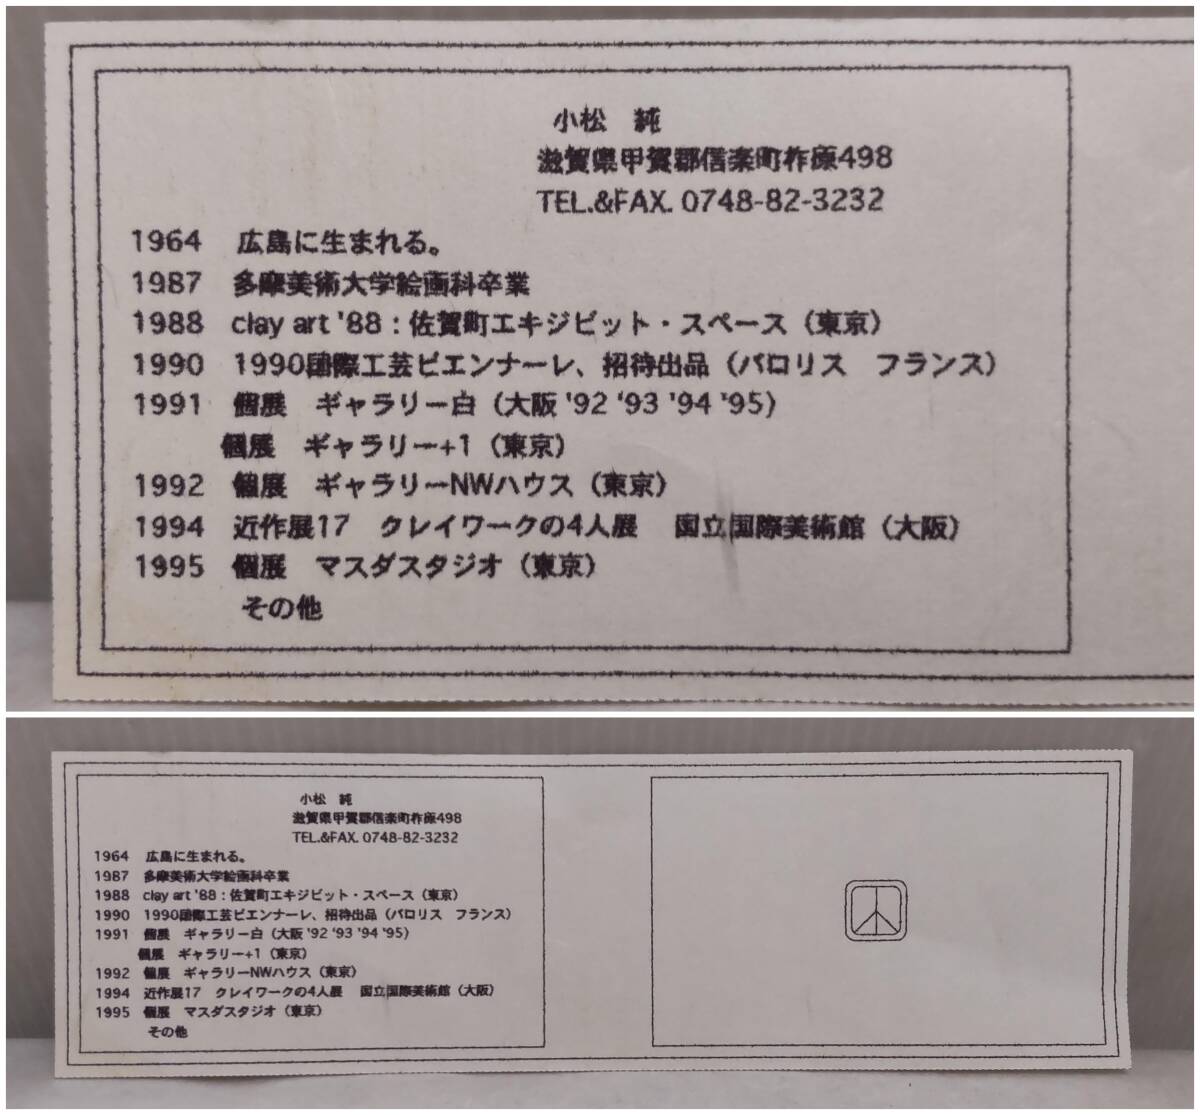 小松　純
滋賀県甲賀郡信楽町柞原498
TEL.&FAX. 0748-82-3232
1964　広島に生まれる。
1987　多摩美術大学絵画科卒業
1988　clay art '88 : 佐賀町エキジビット・スペース（東京）
1990　1990国際工芸ビエンナーレ、招待出品（バロリス　フランス）
1991　個展　ギャラリー白（大阪 '92 '93 '94 '95)
個展　ギャラリー+1（東京）
1992　個展　ギャラリーNWハウス（東京）
1994　近作展17　クレイワークの4人展　国立国際美術館（大阪）
1995　個展　マスダスタジオ（東京）
その他
小松　純
滋賀県甲賀郡信楽町柞原498
TEL.&FAX. 0748-82-3232
1964　広島に生まれる。
1987　多摩美術大学絵画科卒業
1988　clay art '88 : 佐賀町エキジビット・スペース（東京）
1990　1990国際工芸ビエンナーレ、招待出品（バロリス　フランス）
1991　個展　ギャラリー白（大阪 '92 '93 '94 '95)
個展　ギャラリー+1（東京）
1992　個展　ギャラリーNWハウス（東京）
1994　近作展17　クレイワークの4人展　国立国際美術館（大阪）
1995　個展　マスダスタジオ（東京）
その他